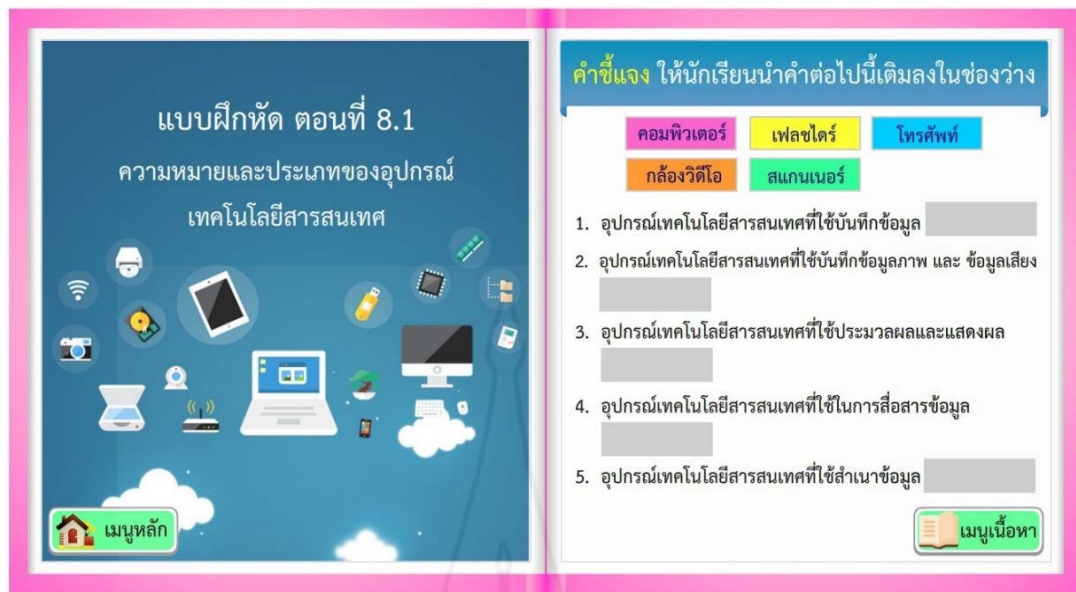 แบบฝึกหัด ตอนที่ 8.1
ความหมายและประเภทของอุปกรณ์
เทคโนโลยีสารสนเทศ
เมนูหลัก
คำชี้แจง ให้นักเรียนนำคำต่อไปนี้เติมลงในช่องว่าง
คอมพิวเตอร์ เฟลชไดร์ โทรศัพท์
กล้องวิดีโอ สแกนเนอร์
1. อุปกรณ์เทคโนโลยีสารสนเทศที่ใช้บันทึกข้อมูล
2. อุปกรณ์เทคโนโลยีสารสนเทศที่ใช้บันทึกข้อมูลภาพ และ ข้อมูลเสียง
3. อุปกรณ์เทคโนโลยีสารสนเทศที่ใช้ประมวลผลและแสดงผล
4. อุปกรณ์เทคโนโลยีสารสนเทศที่ใช้ในการสื่อสารข้อมูล
5. อุปกรณ์เทคโนโลยีสารสนเทศที่ใช้สำเนาข้อมูล
เมนูเนื้อหา